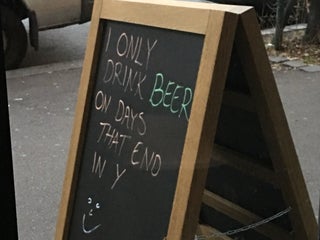 I ONLY
DRINK BEER
ON DAYS
THAT END
IN Y